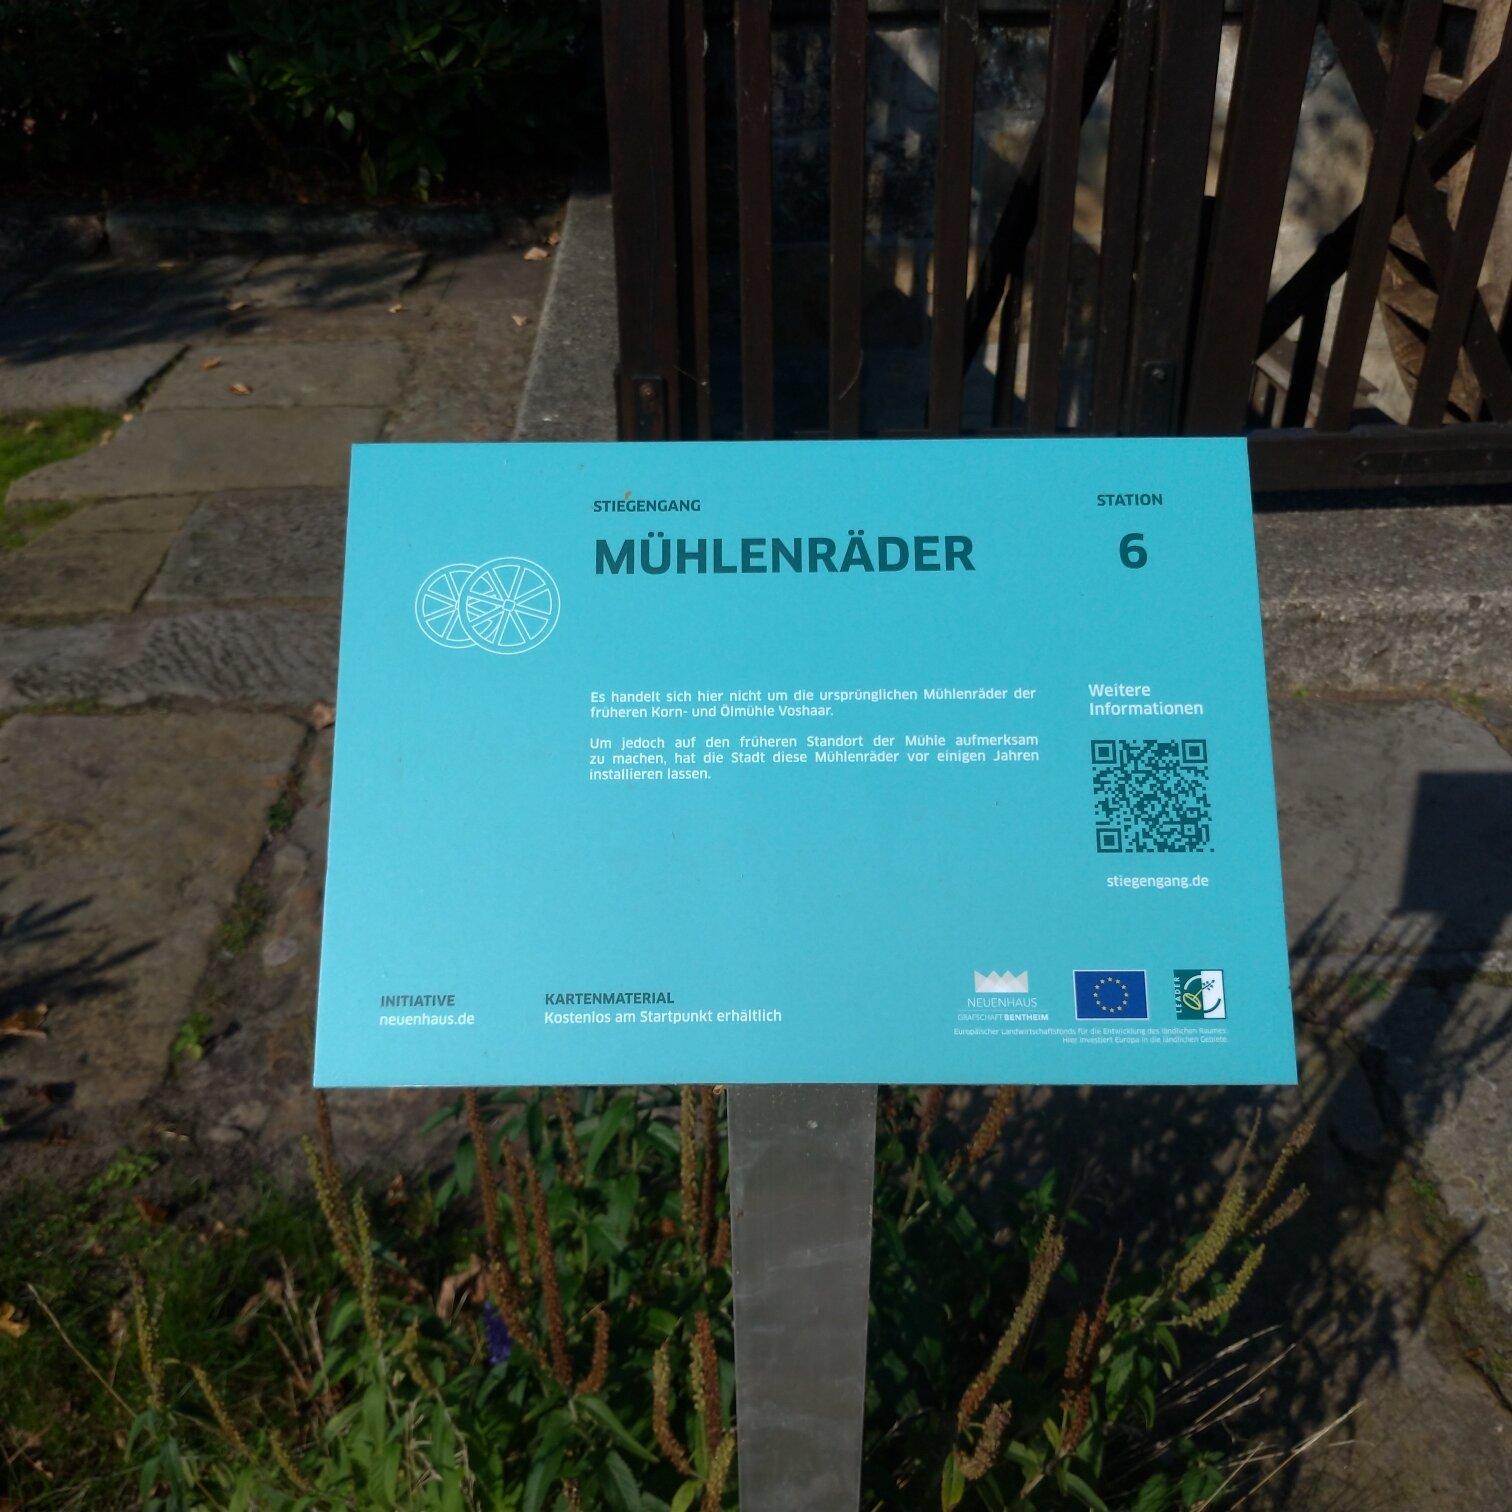 STIEGENGANG
MÜHLENRÄDER
STATION
6
Es handelt sich hier nicht um die ursprünglichen Mühlenräder der
früheren Korn- und Ölmühle Voshaar.
Um jedoch auf den früheren Standort der Mühle aufmerksam
zu machen, hat die Stadt diese Mühlenräder vor einigen Jahren
installieren lassen.
Weitere
Informationen
stiegengang.de
INITIATIVE
neuenhaus.de
KARTENMATERIAL
Kostenlos am Startpunkt erhältlich
NEUENHAUS
GRAFSCHAFT BENTHEIM
LEADER
Europäischer Landwirtschaftsfonds für die Entwicklung des ländlichen Raumes:
Hier investiert Europa in die ländlichen Gebiete.